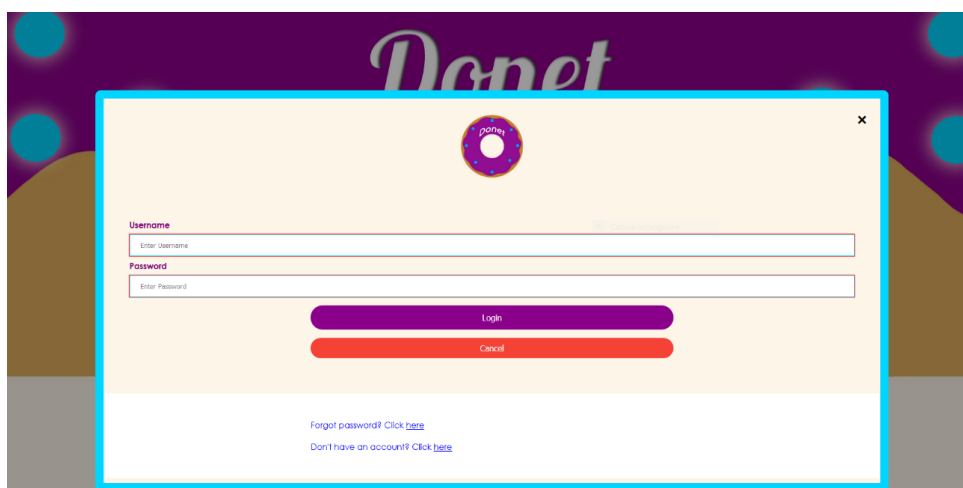 Donet
×
Donet
Username
Enter Username
Password
Enter Password
Login
Cancel
Forgot password? Click here
Don't have an account? Click here